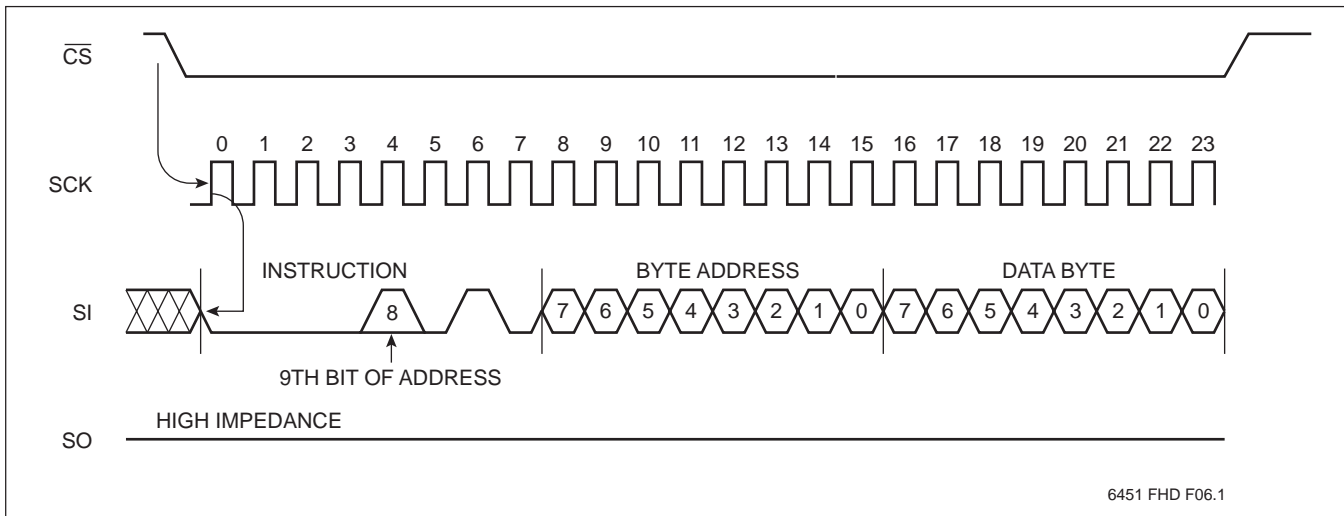 CS
0 1 2 3 4 5 6 7 8 9 10 11 12 13 14 15 16 17 18 19 20 21 22 23
SCK
INSTRUCTION BYTE ADDRESS DATA BYTE
SI 8 7 6 5 4 3 2 1 0 7 6 5 4 3 2 1 0
9TH BIT OF ADDRESS
HIGH IMPEDANCE
SO
6451 FHD F06.1